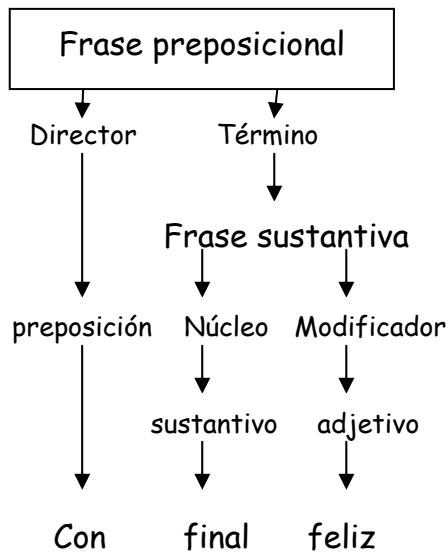 Frase preposicional
Director Término
Frase sustantiva
preposición Núcleo Modificador
sustantivo adjetivo
Con final feliz